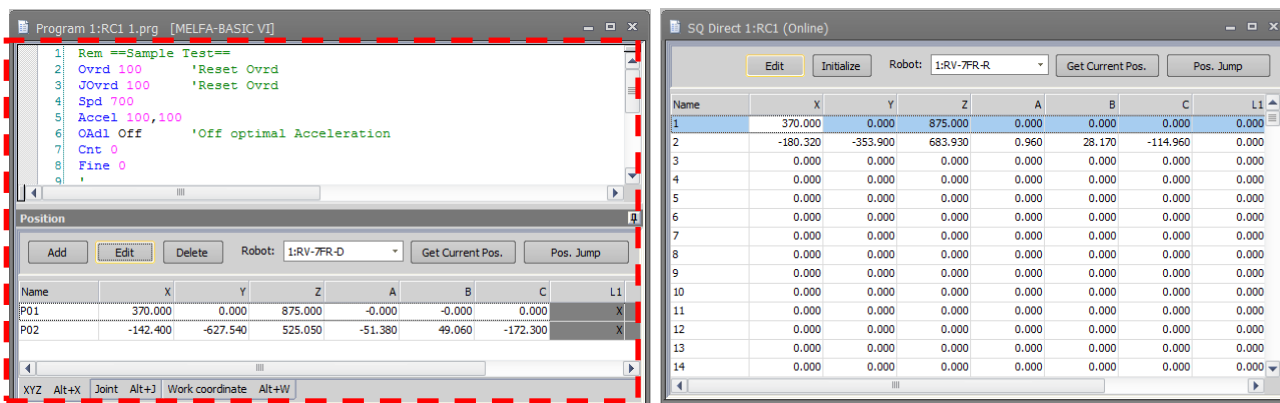 Program 1:RC1 1.prg [MELFA-BASIC VI]
1 Rem ==Sample Test==
2 Ovrd 100 'Reset Ovrd
3 JOvrd 100 'Reset Ovrd
4 Spd 700
5 Accel 100,100
6 OAdl Off 'Off optimal Acceleration
7 Cnt 0
8 Fine 0
9 '
Position
Add Edit Delete Robot: 1:RV-7FR-D Get Current Pos. Pos. Jump
Name X Y Z A B C L1
P01 370.000 0.000 875.000 -0.000 -0.000 0.000 X
P02 -142.400 -627.540 525.050 -51.380 49.060 -172.300 X
XYZ Alt+X Joint Alt+J Work coordinate Alt+W
SQ Direct 1:RC1 (Online)
Edit Initialize Robot: 1:RV-7FR-R Get Current Pos. Pos. Jump
Name X Y Z A B C L1
1 370.000 0.000 875.000 0.000 0.000 0.000 0.000
2 -180.320 -353.900 683.930 0.960 28.170 -114.960 0.000
3 0.000 0.000 0.000 0.000 0.000 0.000 0.000
4 0.000 0.000 0.000 0.000 0.000 0.000 0.000
5 0.000 0.000 0.000 0.000 0.000 0.000 0.000
6 0.000 0.000 0.000 0.000 0.000 0.000 0.000
7 0.000 0.000 0.000 0.000 0.000 0.000 0.000
8 0.000 0.000 0.000 0.000 0.000 0.000 0.000
9 0.000 0.000 0.000 0.000 0.000 0.000 0.000
10 0.000 0.000 0.000 0.000 0.000 0.000 0.000
11 0.000 0.000 0.000 0.000 0.000 0.000 0.000
12 0.000 0.000 0.000 0.000 0.000 0.000 0.000
13 0.000 0.000 0.000 0.000 0.000 0.000 0.000
14 0.000 0.000 0.000 0.000 0.000 0.000 0.000